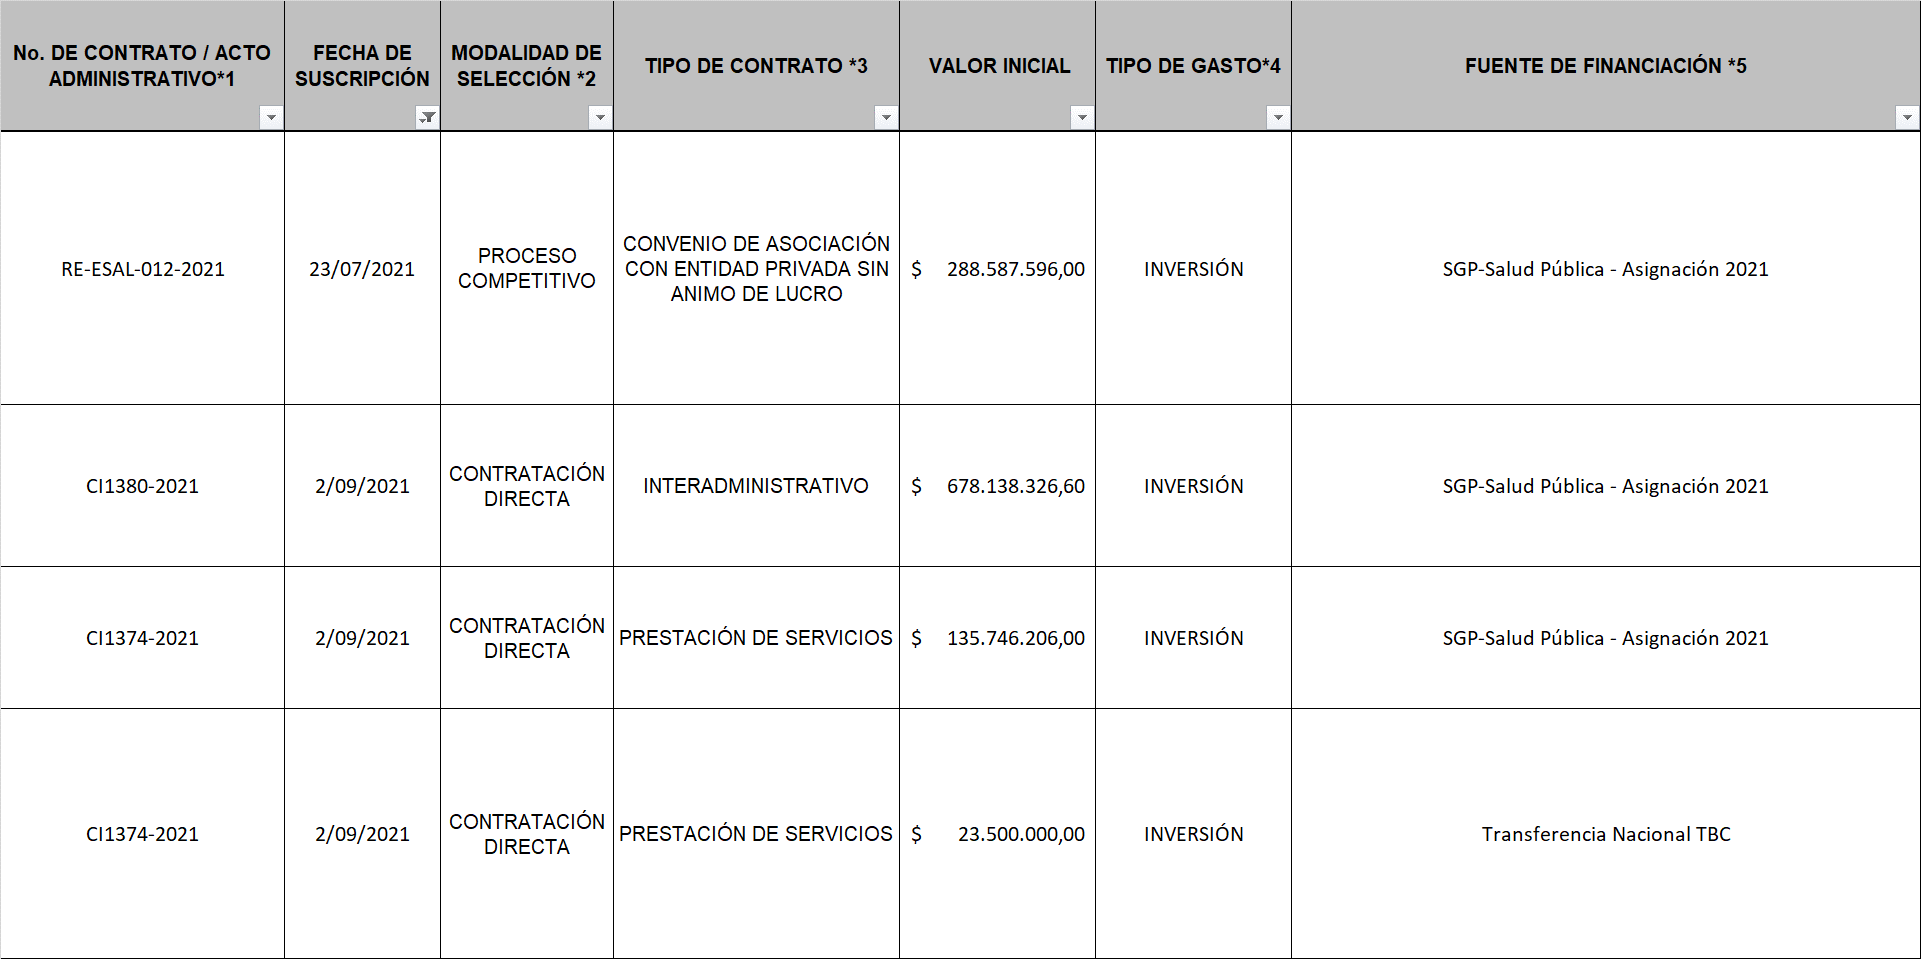 No. DE CONTRATO / ACTO
ADMINISTRATIVO*1
FECHA DE
SUSCRIPCIÓN
MODALIDAD DE
SELECCIÓN *2
TIPO DE CONTRATO *3
VALOR INICIAL
TIPO DE GASTO*4
FUENTE DE FINANCIACIÓN *5
RE-ESAL-012-2021
23/07/2021
PROCESO
COMPETITIVO
CONVENIO DE ASOCIACIÓN
CON ENTIDAD PRIVADA SIN
ANIMO DE LUCRO
$ 288.587.596,00
INVERSIÓN
SGP-Salud Pública - Asignación 2021
CI1380-2021
2/09/2021
CONTRATACIÓN
DIRECTA
INTERADMINISTRATIVO
$ 678.138.326,60
INVERSIÓN
SGP-Salud Pública - Asignación 2021
CI1374-2021
2/09/2021
CONTRATACIÓN
DIRECTA
PRESTACIÓN DE SERVICIOS
$ 135.746.206,00
INVERSIÓN
SGP-Salud Pública - Asignación 2021
CI1374-2021
2/09/2021
CONTRATACIÓN
DIRECTA
PRESTACIÓN DE SERVICIOS
$ 23.500.000,00
INVERSIÓN
Transferencia Nacional TBC